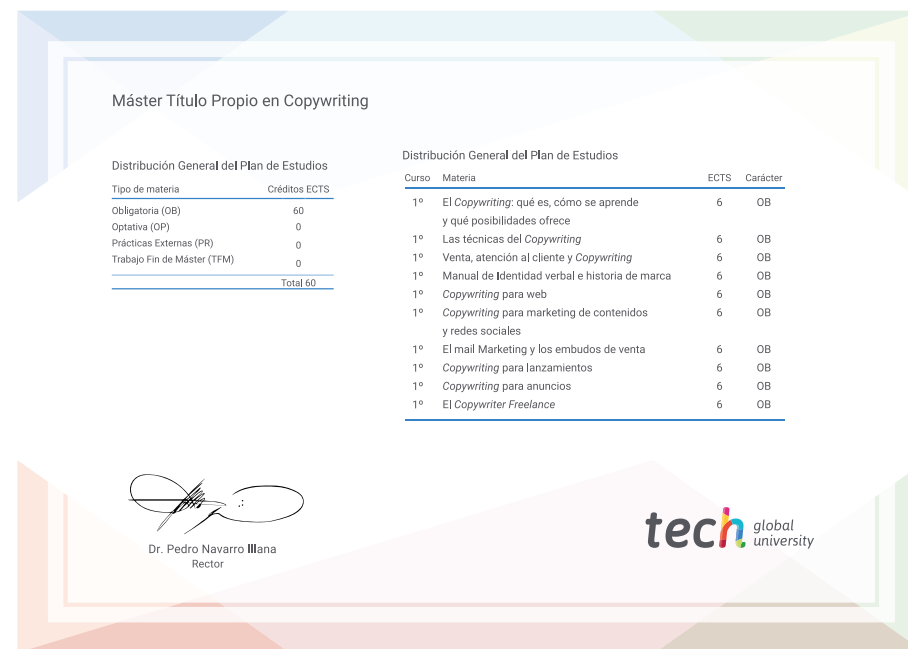 Máster Título Propio en Copywriting
Distribución General del Plan de Estudios
Tipo de materia Créditos ECTS
Obligatoria (OB) 60
Optativa (OP) 0
Prácticas Externas (PR) 0
Trabajo Fin de Máster (TFM) 0
Total 60
Distribución General del Plan de Estudios
Curso Materia ECTS Carácter
1º El Copywriting: qué es, cómo se aprende 6 OB
y qué posibilidades ofrece
1º Las técnicas del Copywriting 6 OB
1º Venta, atención al cliente y Copywriting 6 OB
1º Manual de Identidad verbal e historia de marca 6 OB
1º Copywriting para web 6 OB
1º Copywriting para marketing de contenidos 6 OB
y redes sociales
1º El mail Marketing y los embudos de venta 6 OB
1º Copywriting para lanzamientos 6 OB
1º Copywriting para anuncios 6 OB
1º El Copywriter Freelance 6 OB
Dr. Pedro Navarro Illana
Rector
tech global
university